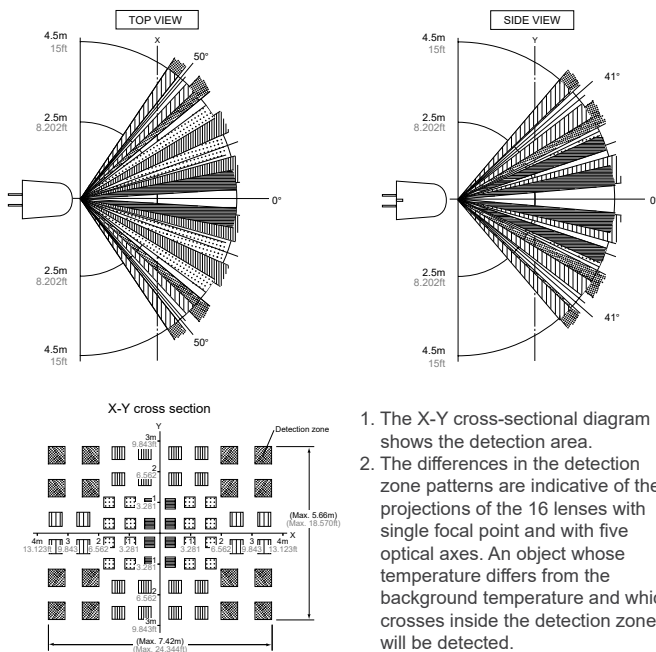 TOP VIEW
4.5m
15ft
X
50°
2.5m
8.202ft
0°
2.5m
8.202ft
50°
4.5m
15ft
SIDE VIEW
4.5m
15ft
Y
41°
2.5m
8.202ft
0°
2.5m
8.202ft
41°
4.5m
15ft
X-Y cross section
Y
3m
9.843ft
Detection zone
2
6.562
1
3.281
(Max. 5.66m)
(Max. 18.570ft)
X
4m 3 2 1 1 2 3 4m
13.123ft 9.843 6.562 3.281 3.281 6.562 9.843 13.123ft
1
3.281
2
6.562
3m
9.843ft
(Max. 7.42m)
(Max. 24.344ft)
1. The X-Y cross-sectional diagram
shows the detection area.
2. The differences in the detection
zone patterns are indicative of the
projections of the 16 lenses with
single focal point and with five
optical axes. An object whose
temperature differs from the
background temperature and whic
crosses inside the detection zone
will be detected.